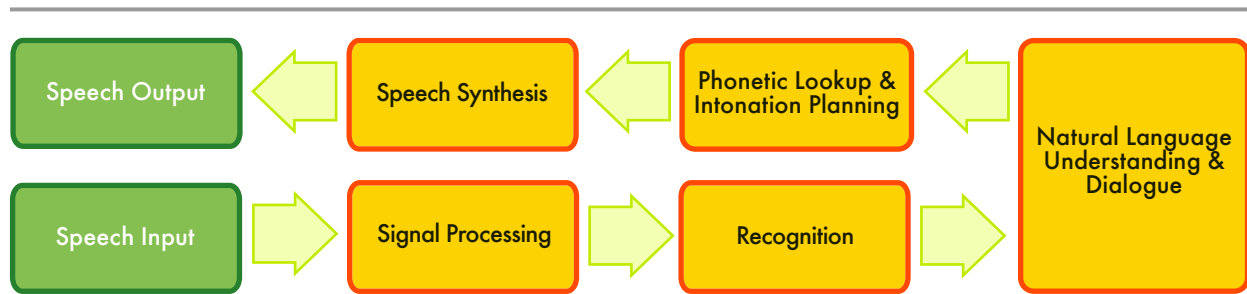 Speech Output
Speech Synthesis
Phonetic Lookup &
Intonation Planning
Natural Language
Understanding &
Dialogue
Speech Input
Signal Processing
Recognition